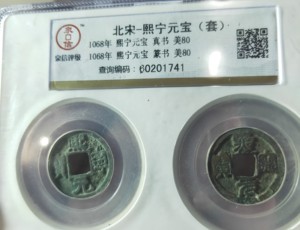 北宋-熙宁元宝（套）
1068年 熙宁元宝 真书 美80
1068年 熙宁元宝 篆书 美80
查询编码：60201741